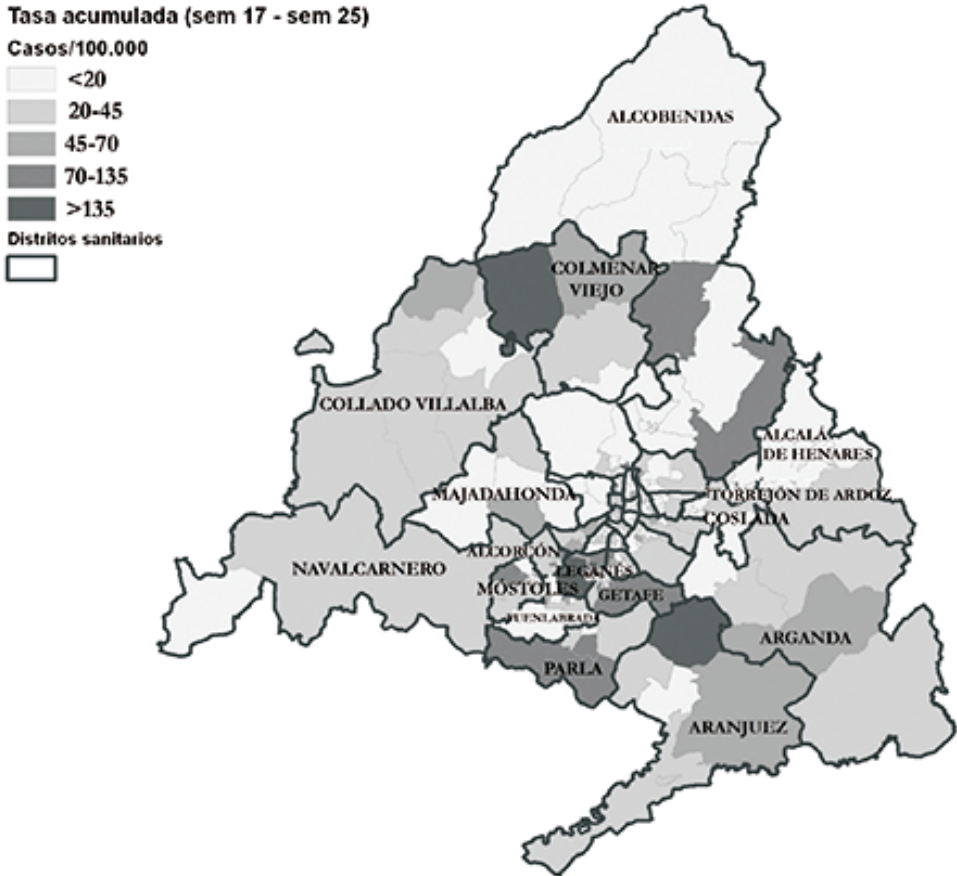 Tasa acumulada (sem 17 - sem 25)
Casos/100.000
<20
20-45
45-70
70-135
>135
Distritos sanitarios
ALCOBENDAS
COLMENAR
VIEJO
COLLADO VILLALBA
ALCALÁ
DE HENARES
MAJADAHONDA
TORREJÓN DE ARDOZ
COSLADA
ALCORCÓN
NAVALCARNERO
LEGANÉS
MÓSTOLES
GETAFE
FUENLABRADA
ARGANDA
PARLA
ARANJUEZ